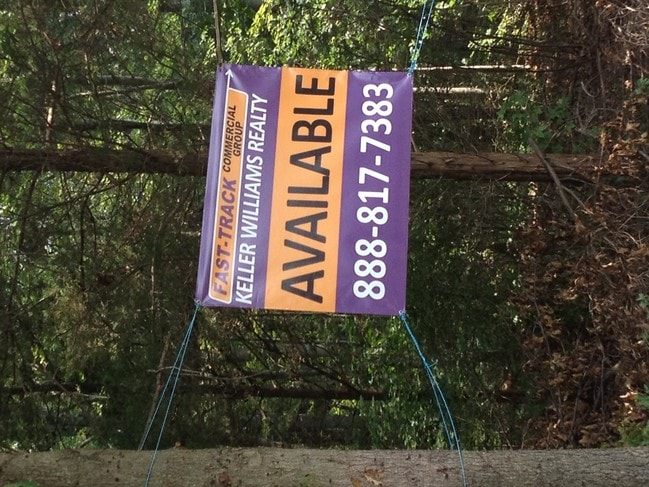 FAST-TRACK COMMERCIAL GROUP
KELLER WILLIAMS REALTY
AVAILABLE
888-817-7383